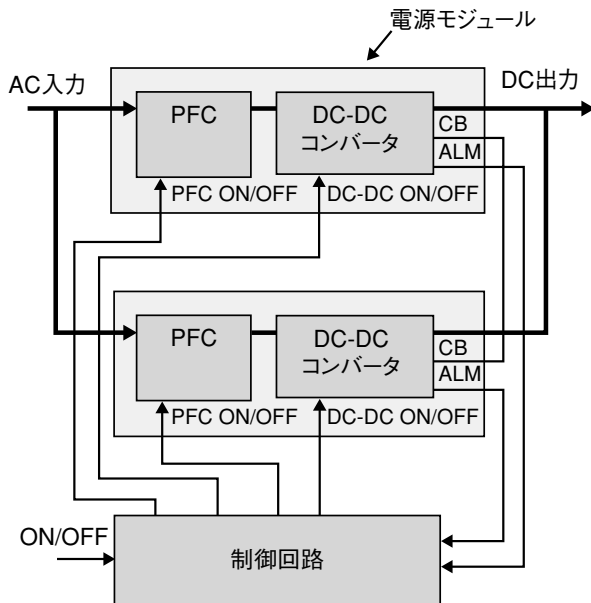 電源モジュール
AC入力
DC出力
PFC
DC-DC
コンバータ
CB
ALM
PFC ON/OFF
DC-DC ON/OFF
PFC
DC-DC
コンバータ
CB
ALM
PFC ON/OFF
DC-DC ON/OFF
ON/OFF
制御回路